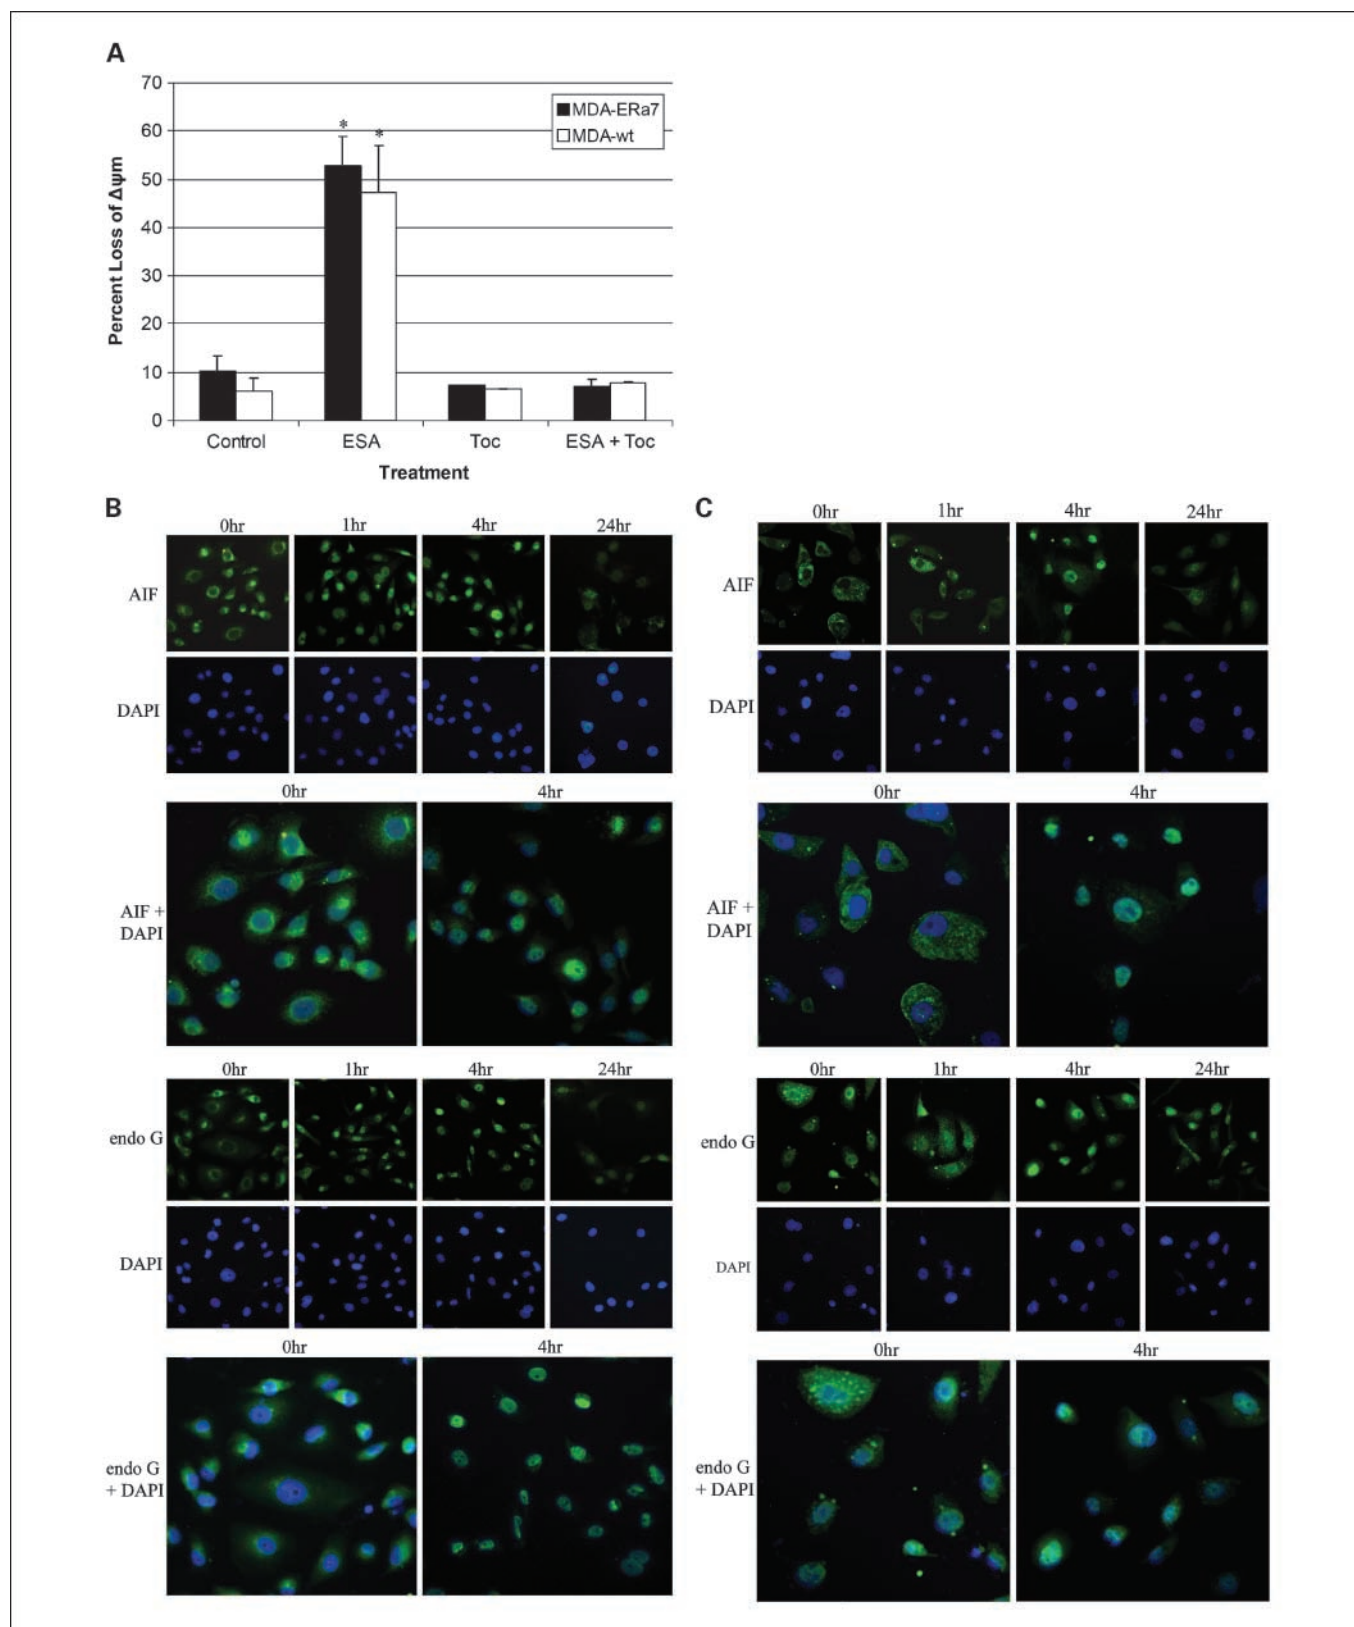 A
70
60
50
40
30
20
10
0
Percent Loss of Δψm
* *
MDA-ERa7
MDA-wt
Control ESA Toc ESA + Toc
Treatment
B
0hr 1hr 4hr 24hr
AIF
DAPI
0hr 4hr
AIF +
DAPI
0hr 1hr 4hr 24hr
endo G
DAPI
0hr 4hr
endo G
+ DAPI
C
0hr 1hr 4hr 24hr
AIF
DAPI
0hr 4hr
AIF +
DAPI
0hr 1hr 4hr 24hr
endo G
DAPI
0hr 4hr
endo G
+ DAPI